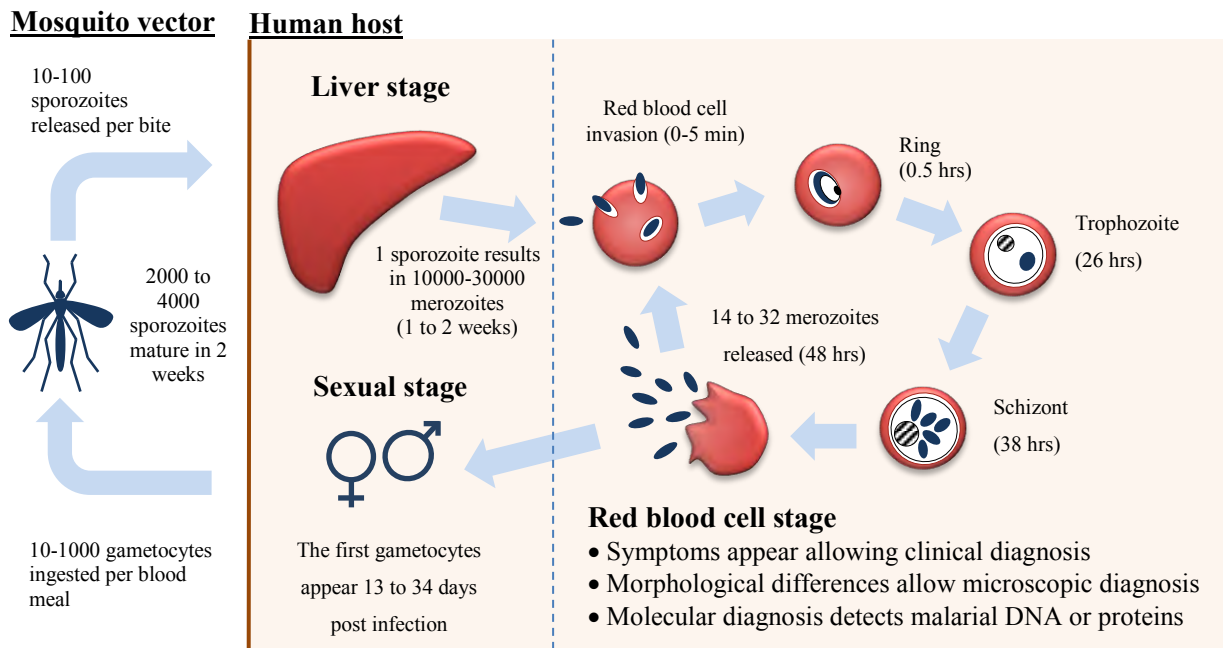 Mosquito vector
Human host
10-100
sporozoites
released per bite
2000 to
4000
sporozoites
mature in 2
weeks
10-1000 gametocytes
ingested per blood
meal
Liver stage
1 sporozoite results
in 10000-30000
merozoites
(1 to 2 weeks)
Sexual stage
The first gametocytes
appear 13 to 34 days
post infection
Red blood cell
invasion (0-5 min)
Ring
(0.5 hrs)
Trophozoite
(26 hrs)
Schizont
(38 hrs)
14 to 32 merozoites
released (48 hrs)
Red blood cell stage
• Symptoms appear allowing clinical diagnosis
• Morphological differences allow microscopic diagnosis
• Molecular diagnosis detects malarial DNA or proteins